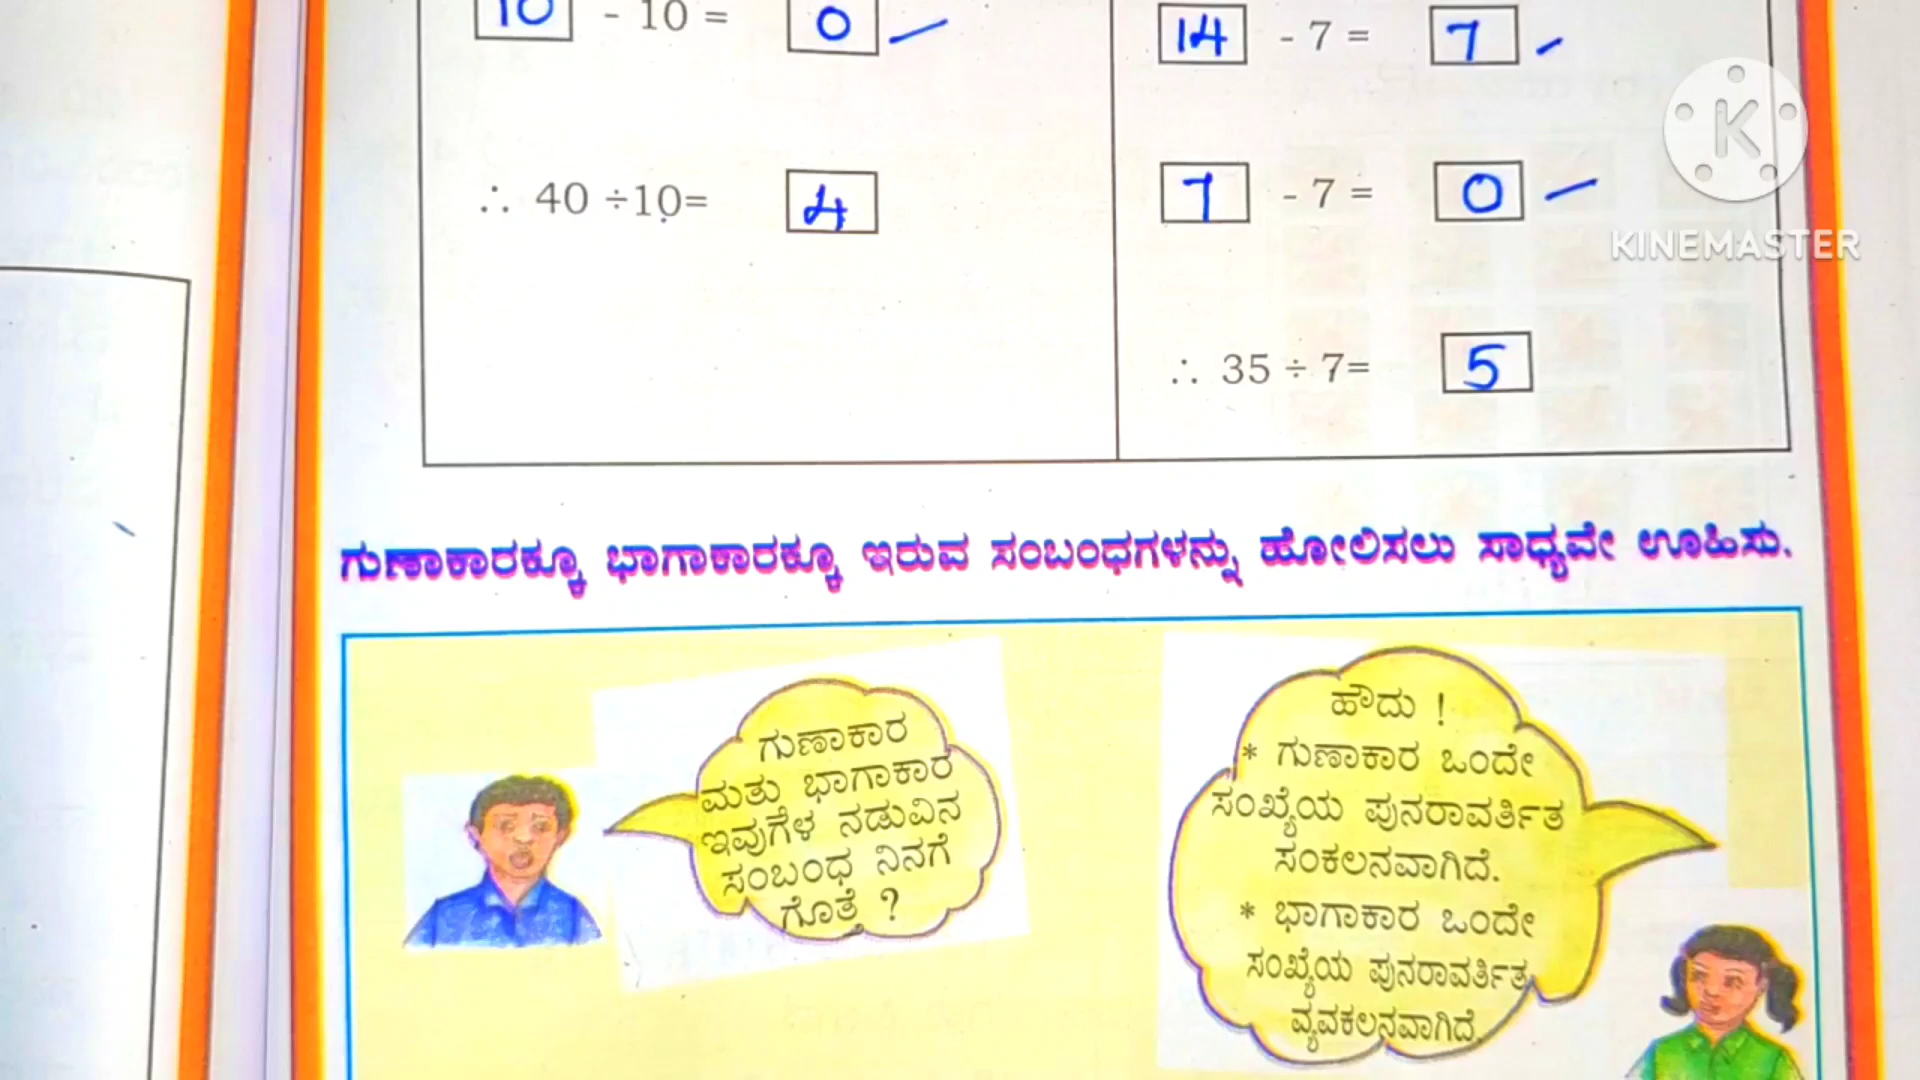 10 - 10 = 0
14 - 7 = 7
∴ 40 ÷10= 4
7 - 7 = 0
∴ 35 ÷ 7= 5
KINEMASTER
ಗುಣಾಕಾರಕ್ಕೂ ಭಾಗಾಕಾರಕ್ಕೂ ಇರುವ ಸಂಬಂಧಗಳನ್ನು ಹೋಲಿಸಲು ಸಾಧ್ಯವೇ ಊಹಿಸು.
ಗುಣಾಕಾರ
ಮತ್ತು ಭಾಗಾಕಾರ
ಇವುಗಳ ನಡುವಿನ
ಸಂಬಂಧ ನಿನಗೆ
ಗೊತ್ತೆ ?
ಹೌದು !
* ಗುಣಾಕಾರ ಒಂದೇ
ಸಂಖ್ಯೆಯ ಪುನರಾವರ್ತಿತ
ಸಂಕಲನವಾಗಿದೆ.
* ಭಾಗಾಕಾರ ಒಂದೇ
ಸಂಖ್ಯೆಯ ಪುನರಾವರ್ತಿತ
ವ್ಯವಕಲನವಾಗಿದೆ.